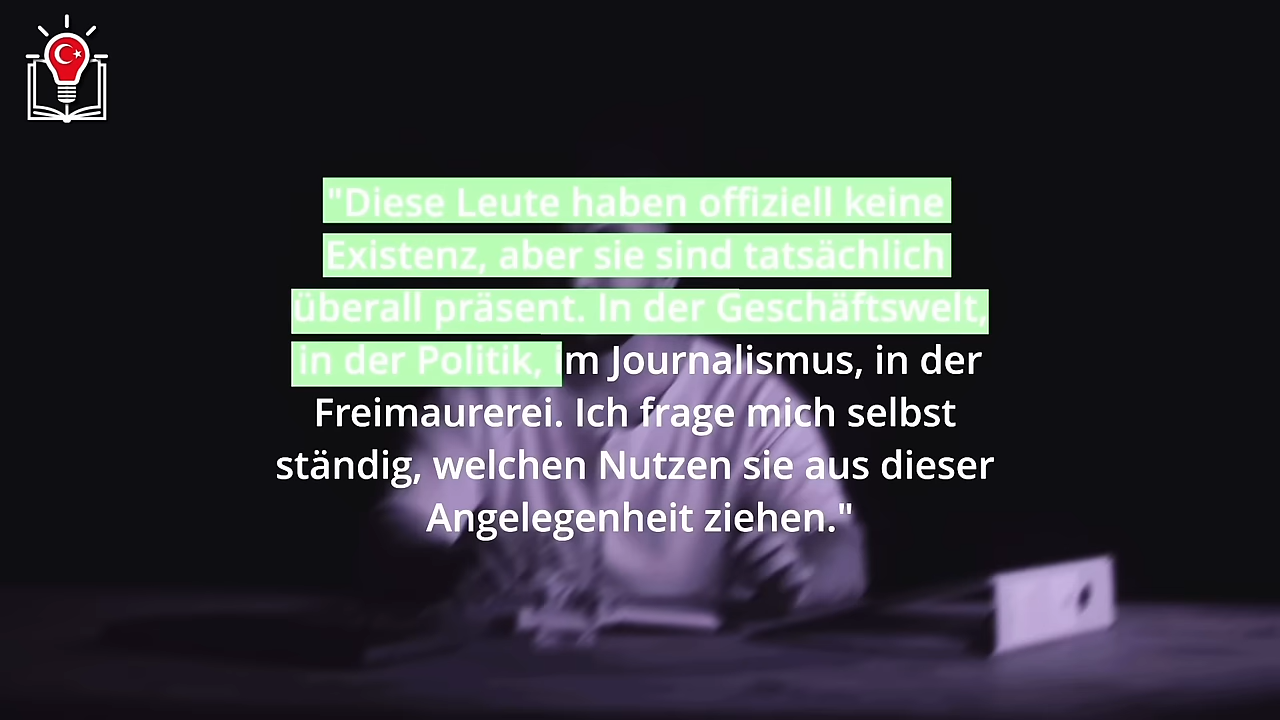 "Diese Leute haben offiziell keine
Existenz, aber sie sind tatsächlich
überall präsent. In der Geschäftswelt,
in der Politik, im Journalismus, in der
Freimaurerei. Ich frage mich selbst
ständig, welchen Nutzen sie aus dieser
Angelegenheit ziehen."